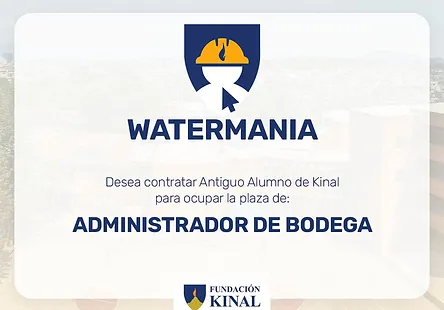 WATERMANIA
Desea contratar Antiguo Alumno de Kinal
para ocupar la plaza de:
ADMINISTRADOR DE BODEGA
FUNDACIÓN
KINAL